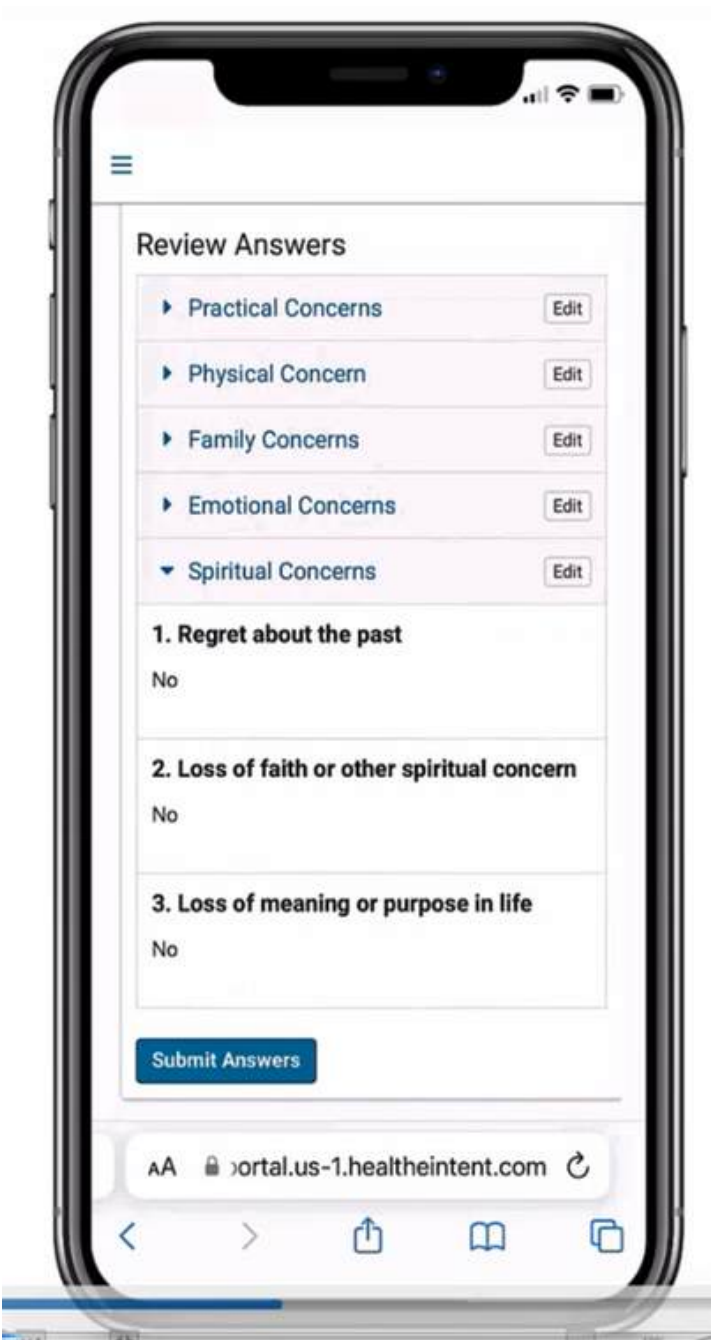 Review Answers
Practical Concerns Edit
Physical Concern Edit
Family Concerns Edit
Emotional Concerns Edit
Spiritual Concerns Edit
1. Regret about the past
No
2. Loss of faith or other spiritual concern
No
3. Loss of meaning or purpose in life
No
Submit Answers
AA ortal.us-1.healtheintent.com